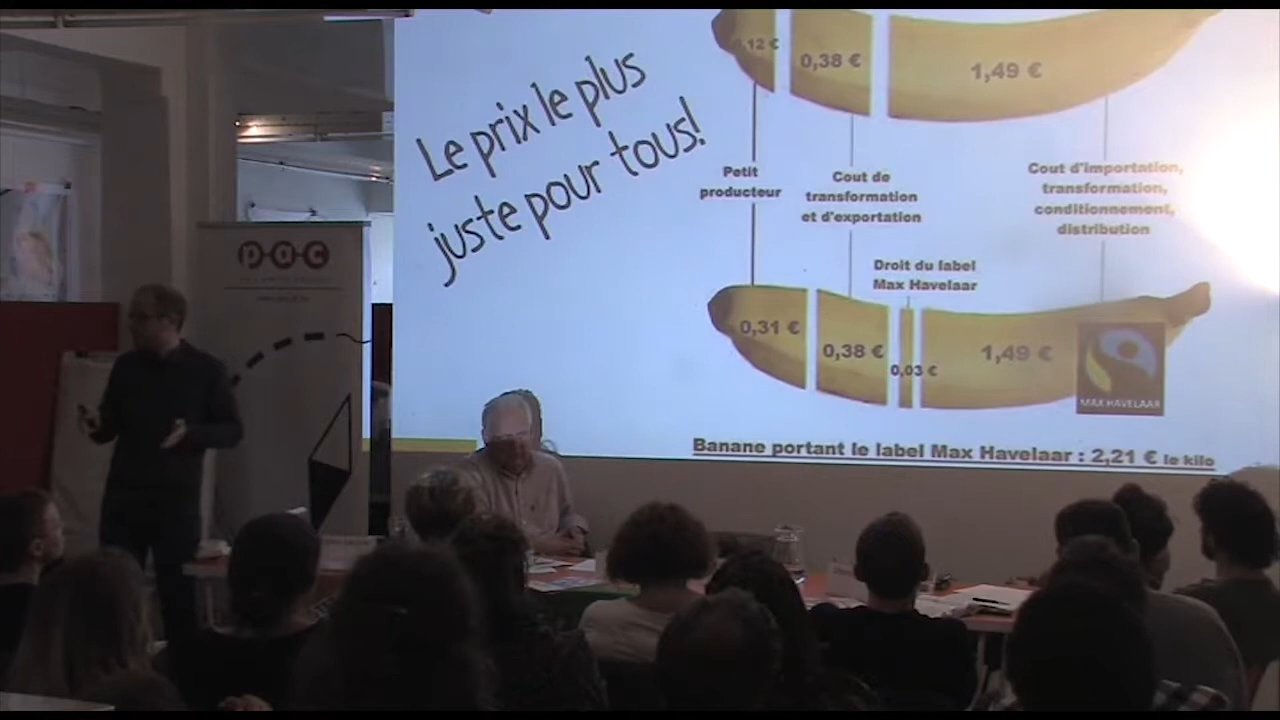 Le prix le plus
juste pour tous!
0,12 €
0,38 €
1,49 €
Petit
producteur
Cout de
transformation
et d'exportation
Cout d'importation,
transformation,
conditionnement,
distribution
Droit du label
Max Havelaar
0,31 €
0,38 €
0,03 €
1,49 €
MAX HAVELAAR
Banane portant le label Max Havelaar : 2,21 € le kilo
pac